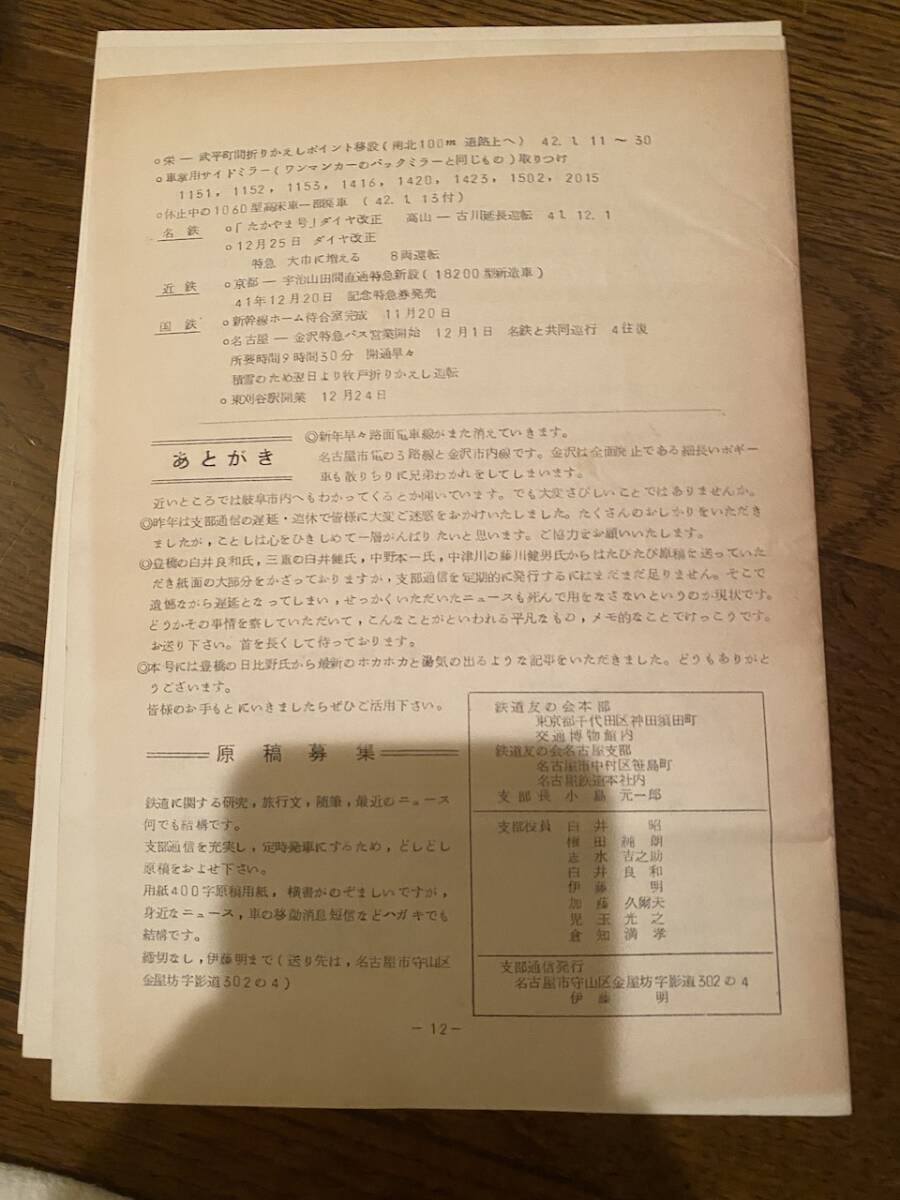 ○栄―武平町間折りかえしポイント移設(南北100m 道路上へ) 42.1.11～30
○車掌用サイドミラー(ワンマンカーのバックミラーと同じもの)取りつけ
1151，1152，1153，1416，1420，1423，1502，2015
○休止中の1060型高床車一部廃車 (42.1.13付)
名鉄 ○「たかやま号」ダイヤ改正 高山―古川延長運転 41.12.1
○12月25日 ダイヤ改正
特急 大巾に増える 8両運転
近鉄 ○京都―宇治山田間直通特急新設(18200型新造車)
41年12月20日 記念特急券発売
国鉄 ○新幹線ホーム待合室完成 11月20日
○名古屋―金沢特急バス営業開始 12月1日 名鉄と共同運行 4往復
所要時間9時間30分 開通早々
積雪のため翌日より牧戸折りかえし運転
○東刈谷駅開業 12月24日
あとがき
◎新年早々路面電車線がまた消えていきます。
名古屋市電の3路線と金沢市内線です。金沢は全面廃止である細長いボギー
車も散りぢりに兄弟わかれをしてしまいます。
近いところでは岐阜市内へもわかってくるとか聞いています。でも大変さびしいことではありませんか。
◎昨年は支部通信の遅延・運休で皆様に大変ご迷惑をおかけいたしました。たくさんのおしかりをいただき
ましたが，ことしは心をひきしめて一層がんばりたいと思います。ご協力をお願いいたします。
◎豊橋の白井良和氏，三重の白井健氏，中野本一氏，中津川の藤川健男氏からはたびたび原稿を送っていた
だき紙面の大部分をかざっておりますが，支部通信を定期的に発行するにはまだまだ足りません。そこで
遺憾ながら遅延となってしまい，せっかくいただいたニュースも死んで用をなさないというのが現状です。
どうかその事情を察していただいて，こんなことがといわれる平凡なもの，メモ的なことでけっこうです。
お送り下さい。首を長くして待っております。
◎本号には豊橋の日比野氏から最新のホカホカと湯気の出るような記事をいただきました。どうもありがと
うございます。
皆様のお手もとにいきましたらぜひご活用下さい。
原稿募集
鉄道に関する研究，旅行文，随筆，最近のニュース
何でも結構です。
支部通信を充実し，定時発車にするため，どしどし
原稿をおよせ下さい。
用紙400字原稿用紙，横書がのぞましいですが，
身近なニュース，車の移動消息短信などハガキでも
結構です。
締切なし，伊藤明まで(送り先は，名古屋市守山区
金屋坊字影道302の4)
鉄道友の会本部
東京都千代田区神田須田町
交通博物館内
鉄道友の会名古屋支部
名古屋市中村区笹島町
名古屋鉄道本社内
支部長 小島元一郎
支部役員 白井 昭
権田純朗
志水吉之助
白井良和
伊藤 明
加藤久爾夫
児玉光之
倉知満孝
支部通信発行
名古屋市守山区金屋坊字影道302の4
伊藤 明
－12－